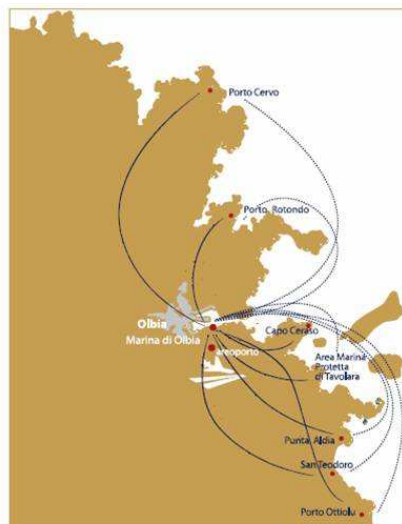 Porto Cervo
Porto Rotondo
Olbia
Marina di Olbia
Capo Ceraso
aeroporto
Area Marina
Protetta
di Tavolara
Punta Aldia
San Teodoro
Porto Ottiolu